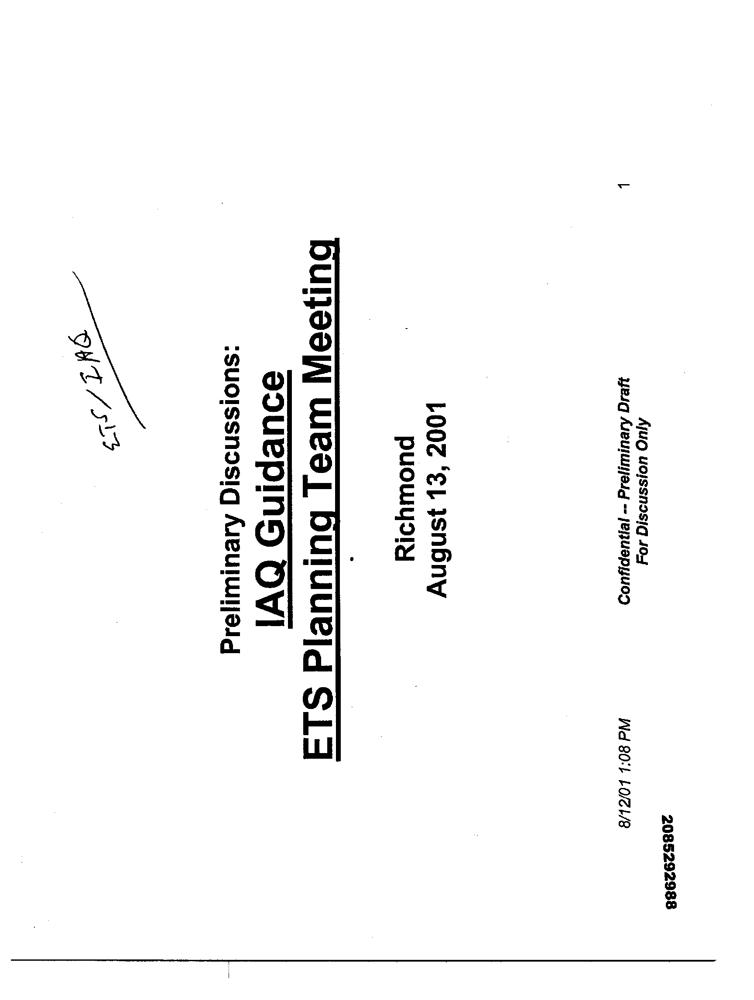 ETS/IAQ
Preliminary Discussions:
IAQ Guidance
ETS Planning Team Meeting
Richmond
August 13, 2001
8/12/01 1:08 PM
Confidential -- Preliminary Draft
For Discussion Only
1
2085292988